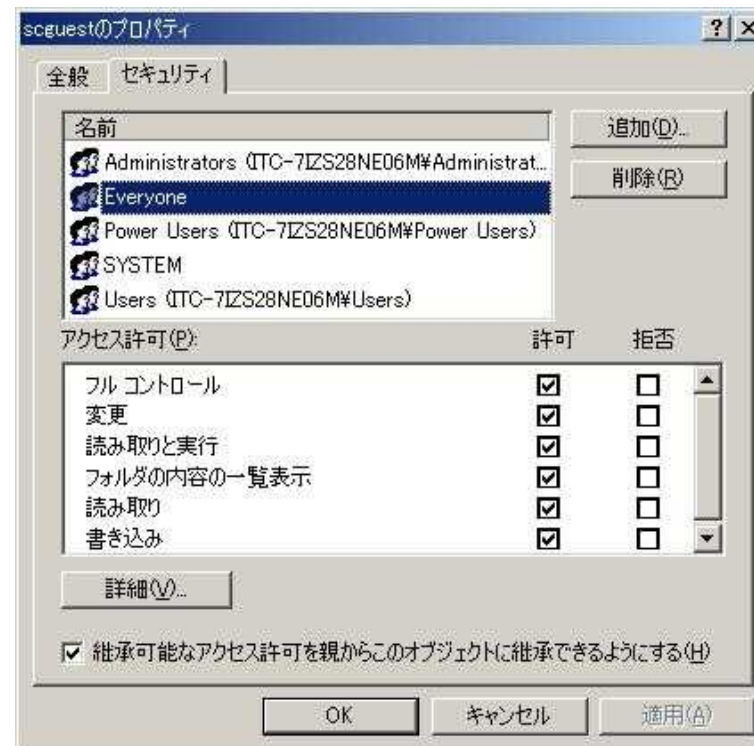 scguestのプロパティ
全般 セキュリティ
名前
追加(D)...
Administrators (ITC-7IZS28NE06M¥Administrat...
削除(R)
Everyone
Power Users (ITC-7IZS28NE06M¥Power Users)
SYSTEM
Users (ITC-7IZS28NE06M¥Users)
アクセス許可(P): 許可 拒否
フル コントロール
変更
読み取りと実行
フォルダの内容の一覧表示
読み取り
書き込み
詳細(V)...
継承可能なアクセス許可を親からこのオブジェクトに継承できるようにする(H)
OK キャンセル 適用(A)